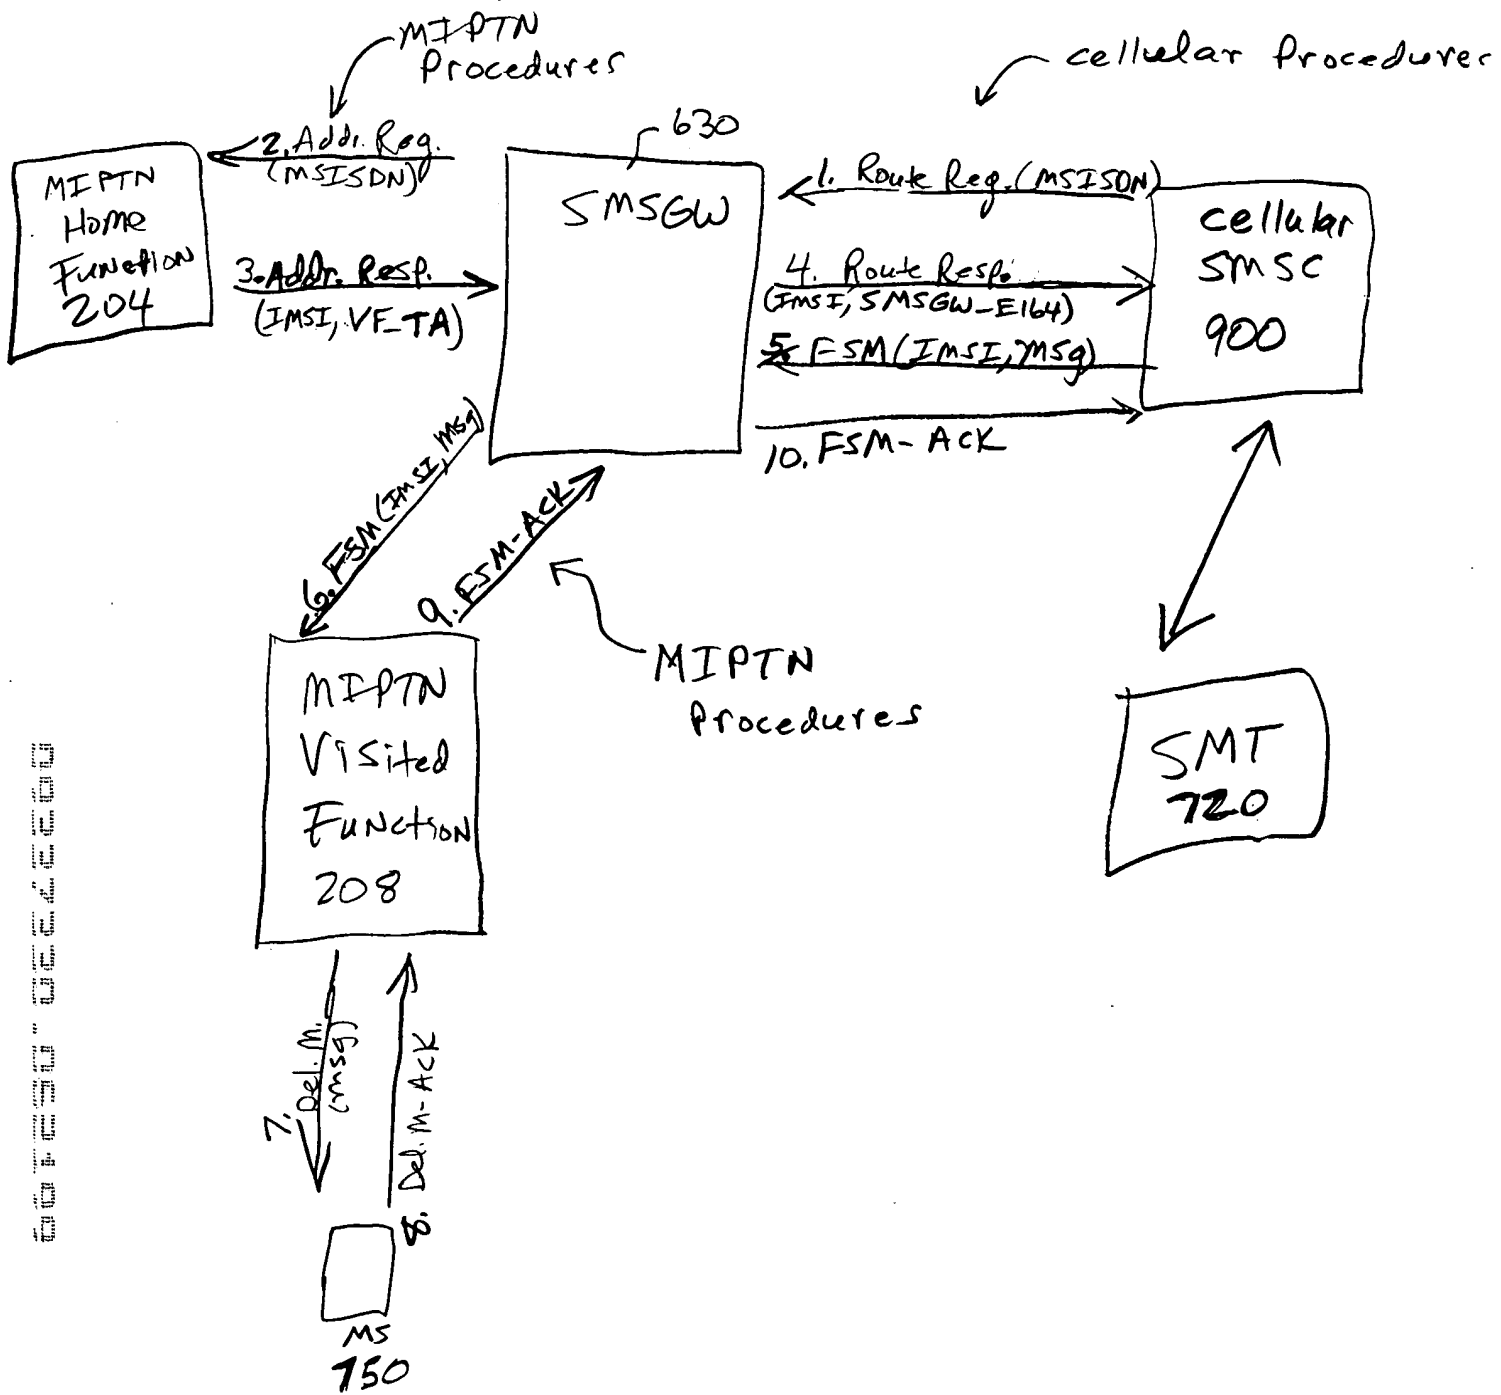 MIPTN
Procedures
cellular Procedures
2. Addr. Req.
(MSISDN)
630
1. Route Req. (MSISDN)
MIPTN
Home
Function
204
SMSGW
cellular
SMSC
900
3. Addr. Resp.
(IMSI, VF_TA)
4. Route Resp.
(IMSI, SMSGW_E164)
5. FSM (IMSI, Msg)
10. FSM-ACK
6. FSM (IMSI, Msg)
9. FSM-ACK
MIPTN
Procedures
MIPTN
Visited
Function
208
SMT
720
7. Del. M.
(msg)
8. Del. M-ACK
MS
750